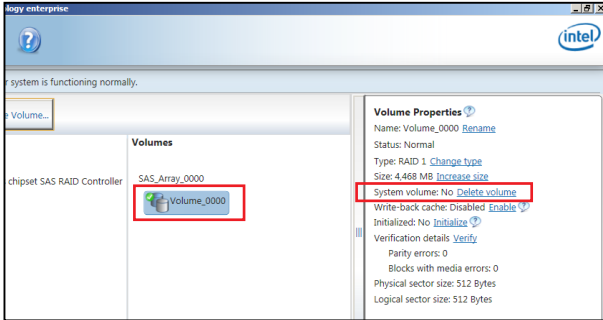 ology enterprise
intel
r system is functioning normally.
e Volume...
Volumes
chipset SAS RAID Controller
SAS_Array_0000
Volume_0000
Volume Properties
Name: Volume_0000 Rename
Status: Normal
Type: RAID 1 Change type
Size: 4,468 MB Increase size
System volume: No Delete volume
Write-back cache: Disabled Enable
Initialized: No Initialize
Verification details Verify
Parity errors: 0
Blocks with media errors: 0
Physical sector size: 512 Bytes
Logical sector size: 512 Bytes